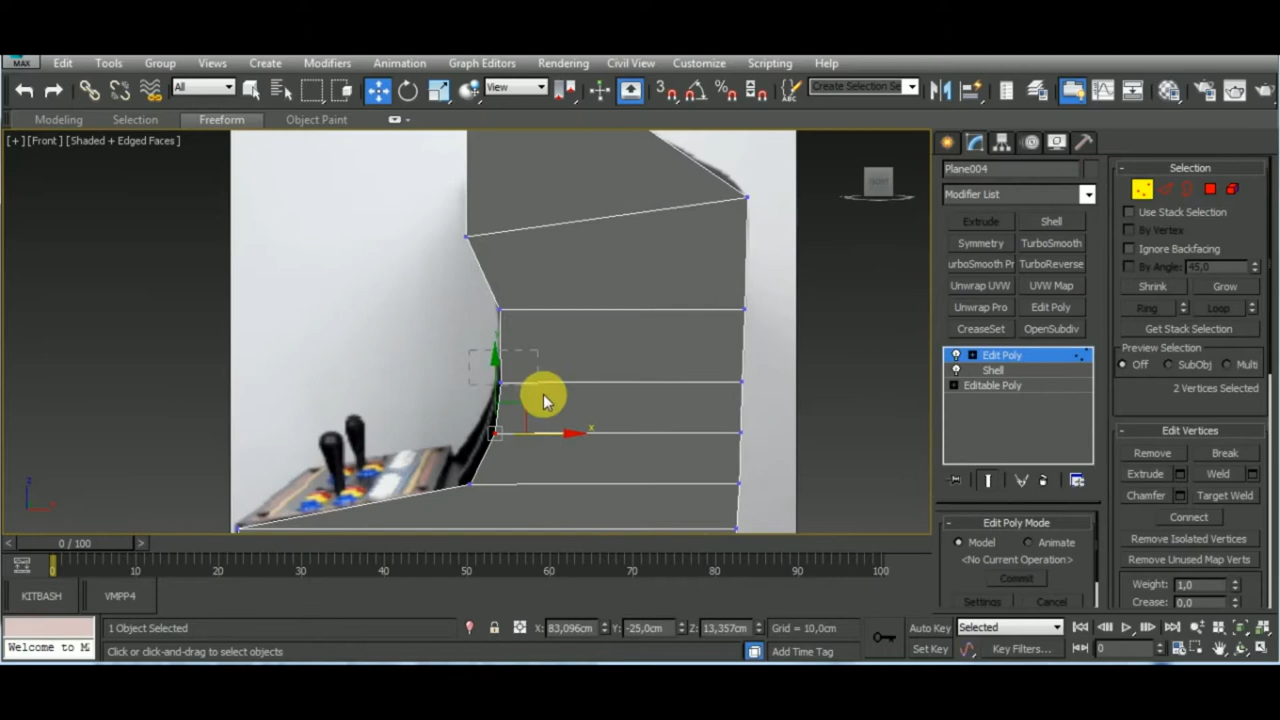 MAX
Edit Tools Group Views Create Modifiers Animation Graph Editors Rendering Civil View Customize Scripting Help
All View 3 % ABC Create Selection Se
Modeling Selection Freeform Object Paint
[+] [Front] [Shaded + Edged Faces]
FRONT
Plane004
Modifier List
Extrude Shell
Symmetry TurboSmooth
urboSmooth Pr TurboReverse
Unwrap UVW UVW Map
Unwrap Pro Edit Poly
CreaseSet OpenSubdiv
Edit Poly
Shell
Editable Poly
Edit Poly Mode
Model Animate
<No Current Operation>
Commit
Settings Cancel
Selection
Use Stack Selection
By Vertex
Ignore Backfacing
By Angle: 45,0
Shrink Grow
Ring Loop
Get Stack Selection
Preview Selection
Off SubObj Multi
2 Vertices Selected
Edit Vertices
Remove Break
Extrude Weld
Chamfer Target Weld
Connect
Remove Isolated Vertices
Remove Unused Map Verts
Weight: 1,0
Crease: 0,0
x
z
x
< 0 / 100 >
0 10 20 30 40 50 60 70 80 90 100
KITBASH VMPP4
1 Object Selected X: 83,096cm Y: -25,0cm Z: 13,357cm Grid = 10,0cm Auto Key Selected
Welcome to M Click or click-and-drag to select objects Add Time Tag Set Key Key Filters... 0